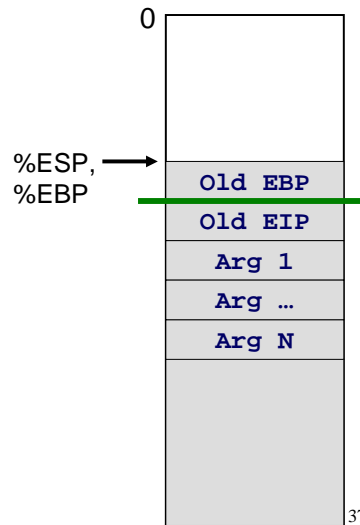 0
%ESP,
%EBP
Old EBP
Old EIP
Arg 1
Arg …
Arg N